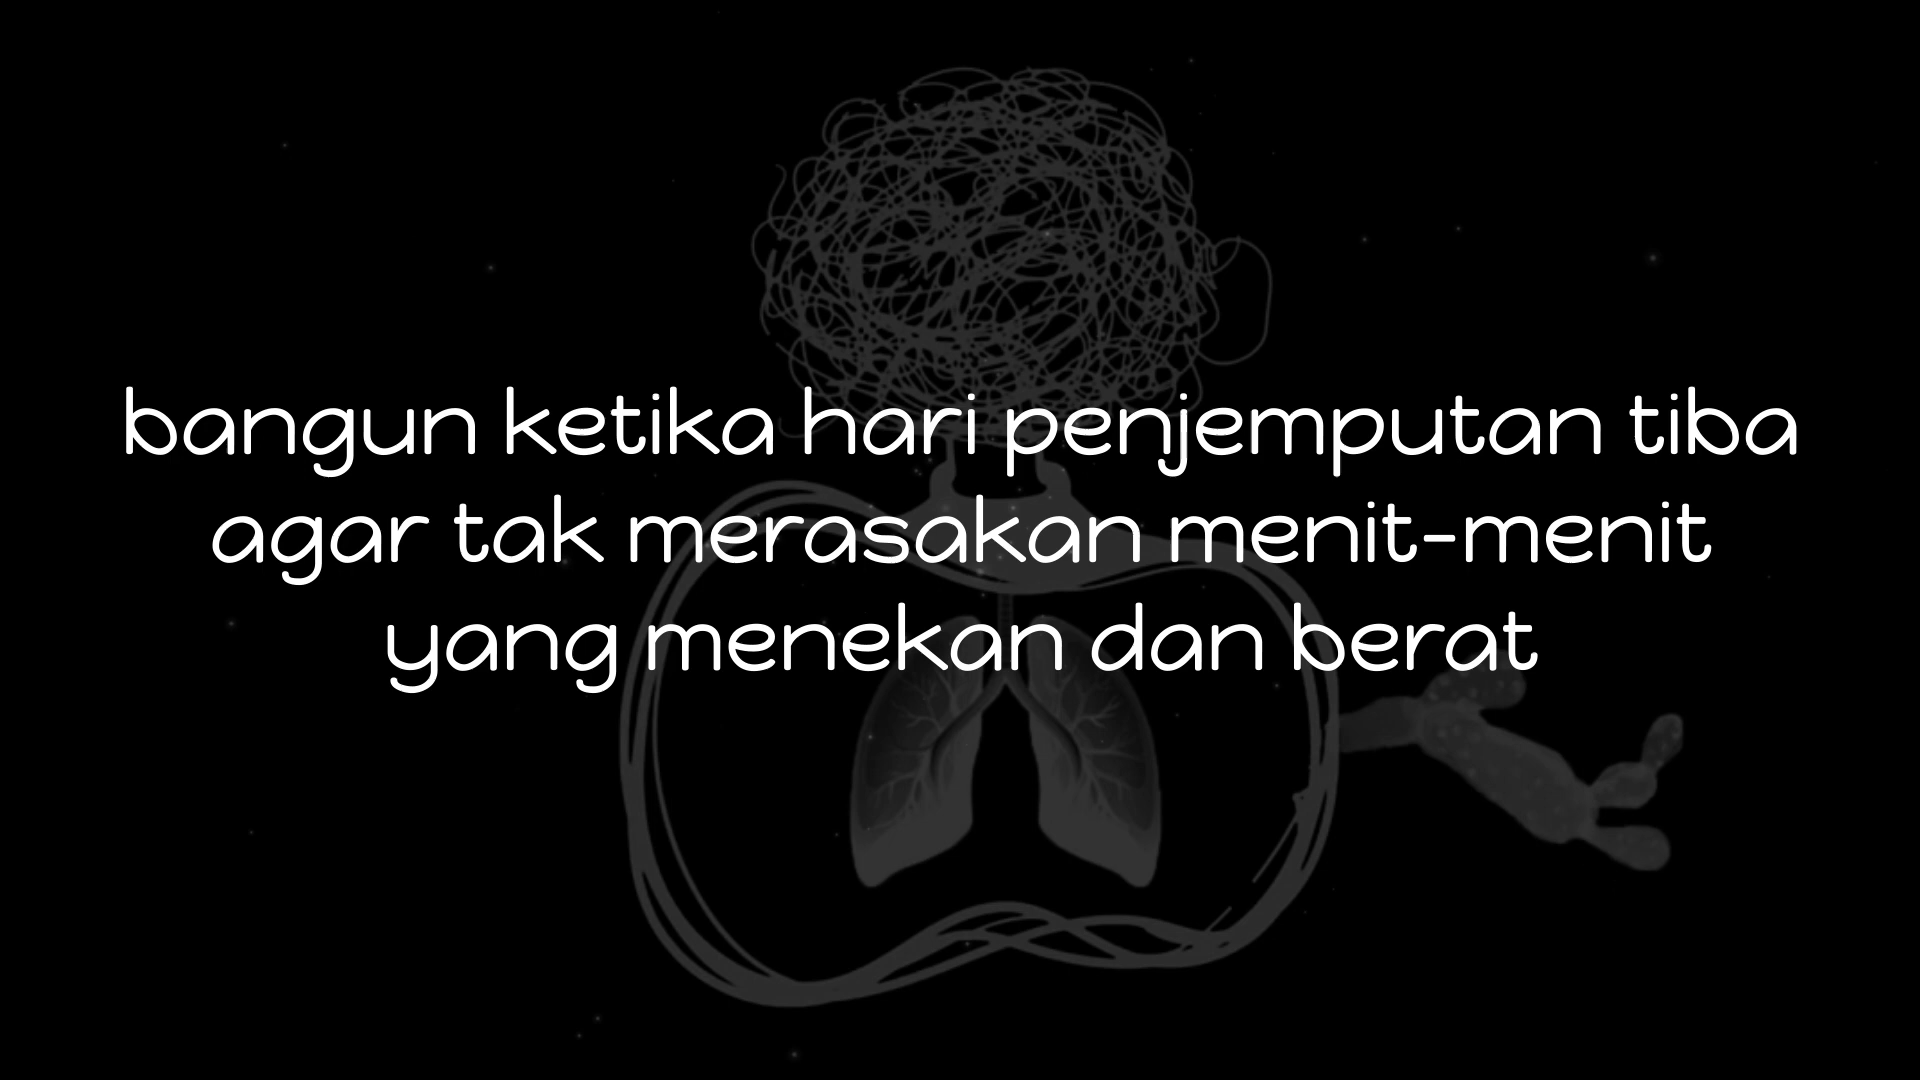 bangun ketika hari penjemputan tiba
agar tak merasakan menit-menit
yang menekan dan berat